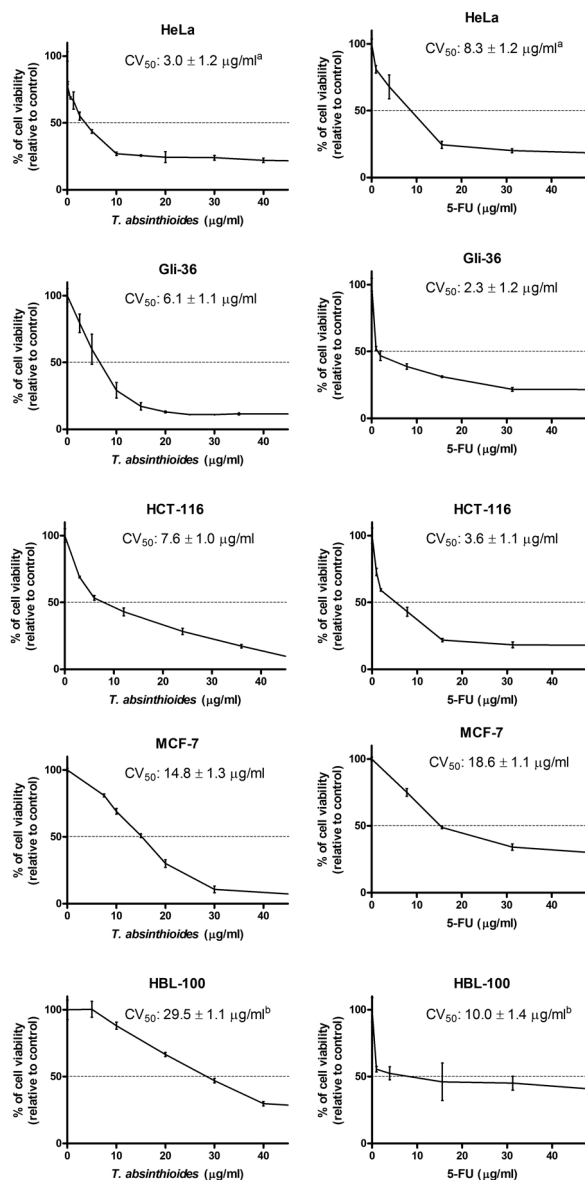 HeLa
CV50: 3.0 ± 1.2 μg/mlᵃ
% of cell viability
(relative to control)
100
50
0
0 10 20 30 40
T. absinthioides (μg/ml)
HeLa
CV50: 8.3 ± 1.2 μg/mlᵃ
% of cell viability
(relative to control)
100
50
0
0 10 20 30 40
5-FU (μg/ml)
Gli-36
CV50: 6.1 ± 1.1 μg/ml
% of cell viability
(relative to control)
100
50
0
0 10 20 30 40
T. absinthioides (μg/ml)
Gli-36
CV50: 2.3 ± 1.2 μg/ml
% of cell viability
(relative to control)
100
50
0
0 10 20 30 40
5-FU (μg/ml)
HCT-116
CV50: 7.6 ± 1.0 μg/ml
% of cell viability
(relative to control)
100
50
0
0 10 20 30 40
T. absinthioides (μg/ml)
HCT-116
CV50: 3.6 ± 1.1 μg/ml
% of cell viability
(relative to control)
100
50
0
0 10 20 30 40
5-FU (μg/ml)
MCF-7
CV50: 14.8 ± 1.3 μg/ml
% of cell viability
(relative to control)
100
50
0
0 10 20 30 40
T. absinthioides (μg/ml)
MCF-7
CV50: 18.6 ± 1.1 μg/ml
% of cell viability
(relative to control)
100
50
0
0 10 20 30 40
5-FU (μg/ml)
HBL-100
CV50: 29.5 ± 1.1 μg/mlᵇ
% of cell viability
(relative to control)
100
50
0
0 10 20 30 40
T. absinthioides (μg/ml)
HBL-100
CV50: 10.0 ± 1.4 μg/mlᵇ
% of cell viability
(relative to control)
100
50
0
0 10 20 30 40
5-FU (μg/ml)